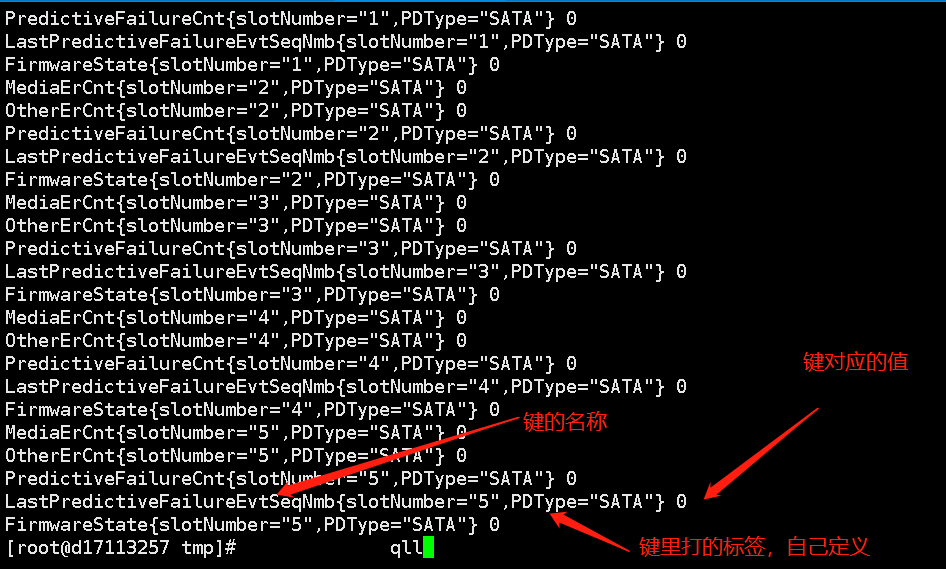 PredictiveFailureCnt{slotNumber="1",PDType="SATA"} 0
LastPredictiveFailureEvtSeqNmb{slotNumber="1",PDType="SATA"} 0
FirmwareState{slotNumber="1",PDType="SATA"} 0
MediaErCnt{slotNumber="2",PDType="SATA"} 0
OtherErCnt{slotNumber="2",PDType="SATA"} 0
PredictiveFailureCnt{slotNumber="2",PDType="SATA"} 0
LastPredictiveFailureEvtSeqNmb{slotNumber="2",PDType="SATA"} 0
FirmwareState{slotNumber="2",PDType="SATA"} 0
MediaErCnt{slotNumber="3",PDType="SATA"} 0
OtherErCnt{slotNumber="3",PDType="SATA"} 0
PredictiveFailureCnt{slotNumber="3",PDType="SATA"} 0
LastPredictiveFailureEvtSeqNmb{slotNumber="3",PDType="SATA"} 0
FirmwareState{slotNumber="3",PDType="SATA"} 0
MediaErCnt{slotNumber="4",PDType="SATA"} 0
OtherErCnt{slotNumber="4",PDType="SATA"} 0
PredictiveFailureCnt{slotNumber="4",PDType="SATA"} 0
键对应的值
LastPredictiveFailureEvtSeqNmb{slotNumber="4",PDType="SATA"} 0
FirmwareState{slotNumber="4",PDType="SATA"} 0
键的名称
MediaErCnt{slotNumber="5",PDType="SATA"} 0
OtherErCnt{slotNumber="5",PDType="SATA"} 0
PredictiveFailureCnt{slotNumber="5",PDType="SATA"} 0
LastPredictiveFailureEvtSeqNmb{slotNumber="5",PDType="SATA"} 0
FirmwareState{slotNumber="5",PDType="SATA"} 0
[root@d17113257 tmp]# qll
键里打的标签，自己定义